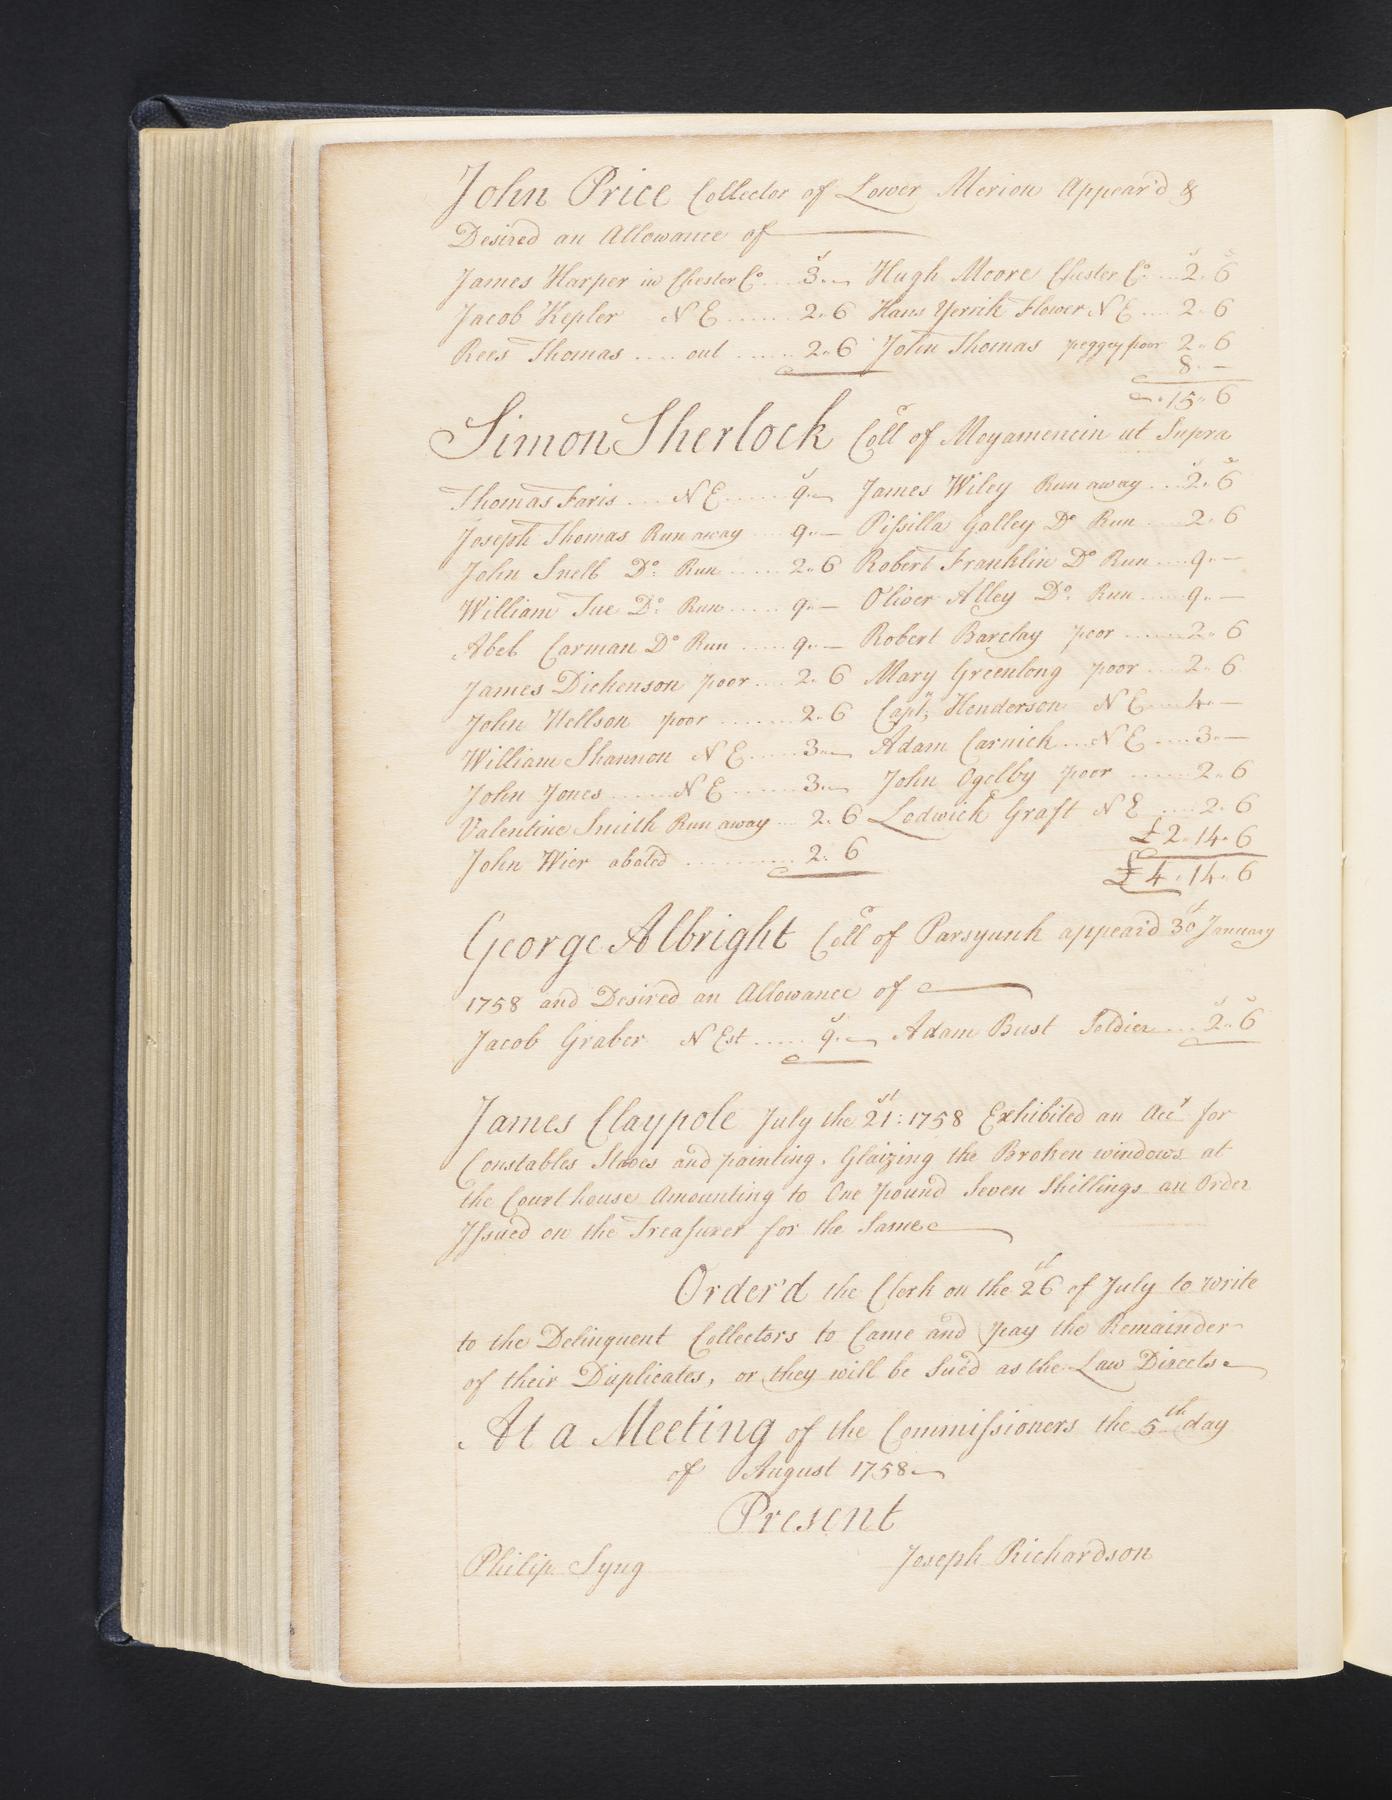 John Price Collector of Lower Merion Appear'd &
Desired an Allowance of
James Harper in Chester Co. ... 3 .. — Hugh Moore Chester Co. ... 2 .. 6
Jacob Kepler N E ...... 2 .. 6 Hans Yerrik Flower N E .... 2 .. 6
Rees Thomas .... out ..... 2 .. 6 John Thomas peggey poor 2 .. 6
8 .. —
.. 15 .. 6
Simon Sherlock Coll of Moyamencin ut Supra
Thomas Faris .... N E ...... 9 .. — James Wiley Run away ... 2 .. 6
Joseph Thomas Run away .... 9 .. — Pissilla Galley Do Run .... 2 .. 6
John Snell Do: Run ...... 2 .. 6 Robert Franklin Do Run .... 9 .. —
William Tue Do: Run ...... 9 .. — Oliver Alley Do: Run ..... 9 .. —
Abel Carman Do Run ..... 9 .. — Robert Barclay poor ...... 2 .. 6
James Dickenson poor .... 2 .. 6 Mary Greenlong poor ... 2 .. 6
John Nellson poor ....... 2 .. 6 Capt. Henderson N E .... 4 .. —
William Shannon N E ..... 3 .. — Adam Carnick ... N E .... 3 .. —
John Jones ...... N E ...... 3 .. — John Ogelby poor ...... 2 .. 6
Valentine Smith Run away ... 2 .. 6 Lodwick Graft N E .... 2 .. 6
£ 2 .. 14 .. 6
John Wier abated .......... 2 .. 6
£ 4 .. 14 .. 6
George Albright Coll of Parsyunk appear'd 30th January
1758 and Desired an Allowance of
Jacob Graber N Est ..... 9 .. — Adam Bust Soldier .... 2 .. 6
James Claypole July the 21st: 1758 Exhibited an Acct for
Constables Staves and painting, Glaizing the Broken windows at
the Court house Amounting to One pound Seven Shillings an Order
Issued on the Treasurer for the Same
Order'd the Clerk on the 26th of July to write
to the Delinquent Collectors to Came and pay the Remainder
of their Duplicates, or they will be Sued as the Law Directs
At a Meeting of the Commissioners the 5th day
of August 1758
Present
Philip Syng Joseph Richardson